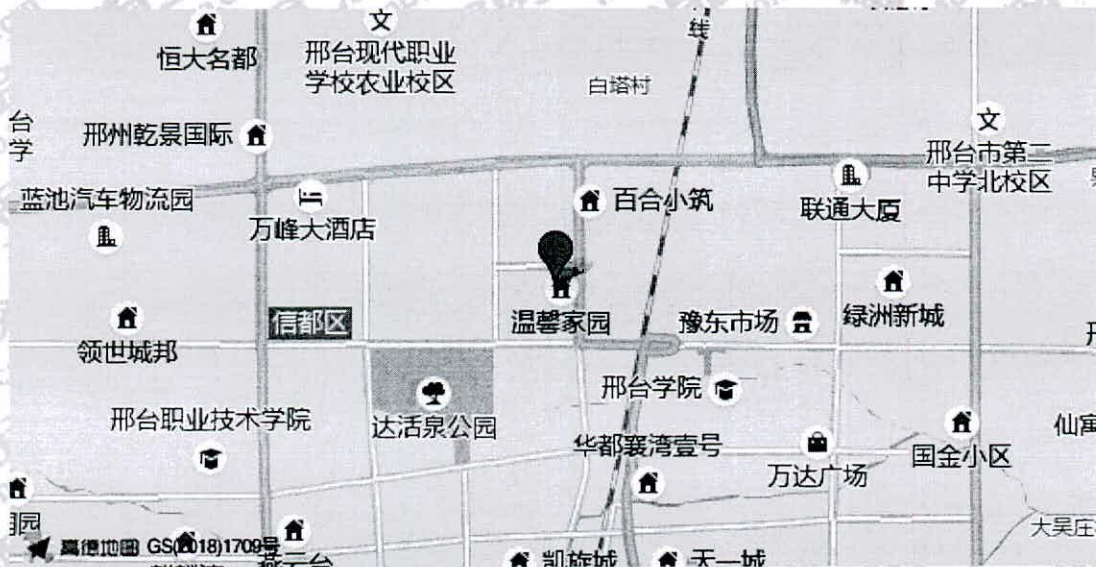 线
恒大名都
邢台现代职业
学校农业校区
白塔村
台
学
邢州乾景国际
邢台市第二
中学北校区
蓝池汽车物流园
万峰大酒店
百合小筑
联通大厦
信都区
温馨家园
豫东市场
绿洲新城
领世城邦
邢台学院
邢台职业技术学院
达活泉公园
华都襄湾壹号
万达广场
国金小区
仙寓
大吴庄
高德地图 GS(2018)1709号
凯旋城
天一城